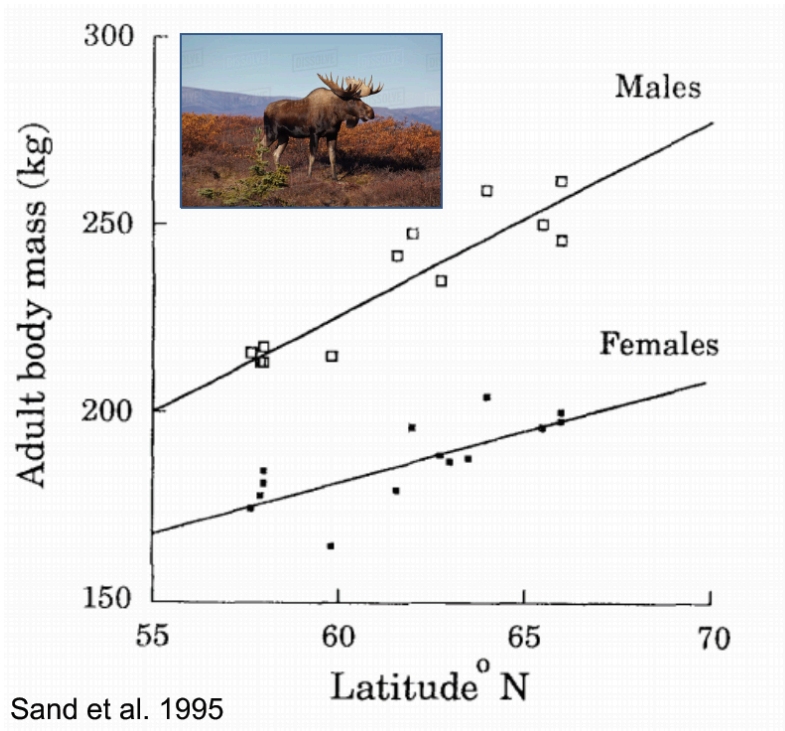 300
Males
250
Adult body mass (kg)
Females
200
150
55 60 65 70
Latitude° N
Sand et al. 1995